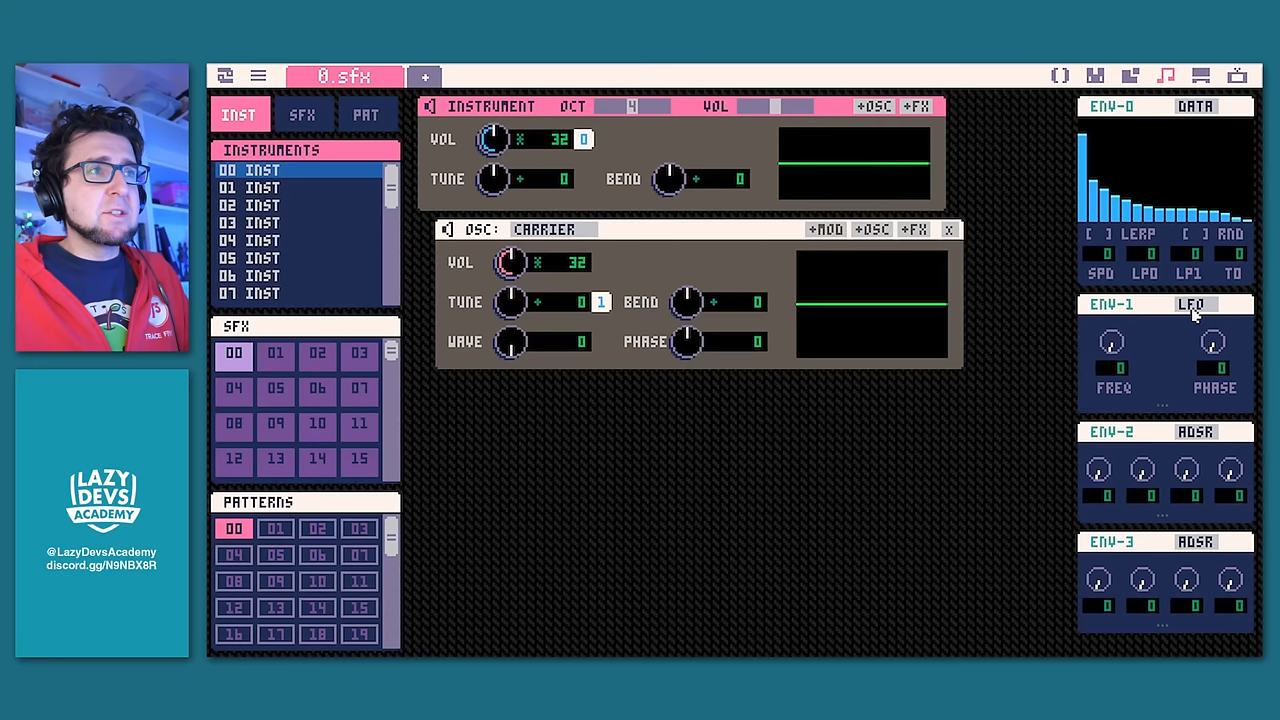 0.sfx +
INST SFX PAT
INSTRUMENTS
00 INST
01 INST
02 INST
03 INST
04 INST
05 INST
06 INST
07 INST
SFX
00 01 02 03
04 05 06 07
08 09 10 11
12 13 14 15
PATTERNS
00 01 02 03
04 05 06 07
08 09 10 11
12 13 14 15
16 17 18 19
INSTRUMENT OCT 4 VOL +OSC +FX
VOL × 32 0
TUNE + 0 BEND + 0
OSC: CARRIER +MOD +OSC +FX x
VOL × 32
TUNE + 0 1 BEND + 0
WAVE 0 PHASE 0
ENV-0 DATA
[ ] LERP [ ] RND
0 0 0 0
SPD LP0 LP1 T0
ENV-1 LFO
0 0
FREQ PHASE
...
ENV-2 ADSR
0 0 0 0
...
ENV-3 ADSR
0 0 0 0
...
LAZY
DEVS
ACADEMY
@LazyDevsAcademy
discord.gg/N9NBX8R